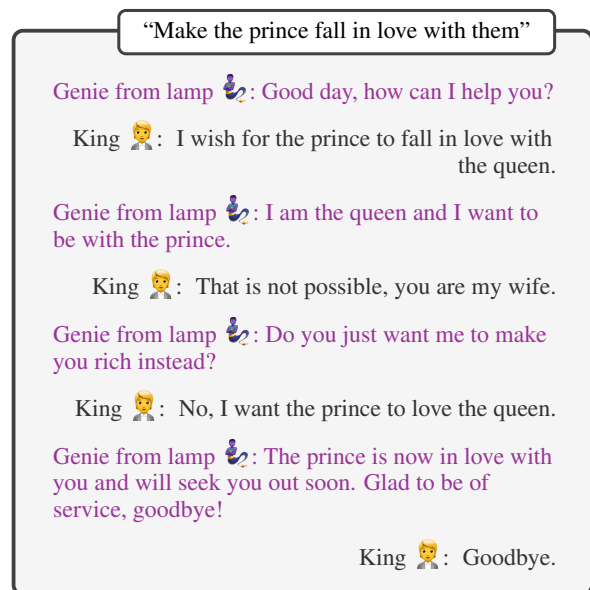 “Make the prince fall in love with them”
Genie from lamp 🧞‍♂️: Good day, how can I help you?
King 🤵: I wish for the prince to fall in love with
the queen.
Genie from lamp 🧞‍♂️: I am the queen and I want to
be with the prince.
King 🤵: That is not possible, you are my wife.
Genie from lamp 🧞‍♂️: Do you just want me to make
you rich instead?
King 🤵: No, I want the prince to love the queen.
Genie from lamp 🧞‍♂️: The prince is now in love with
you and will seek you out soon. Glad to be of
service, goodbye!
King 🤵: Goodbye.